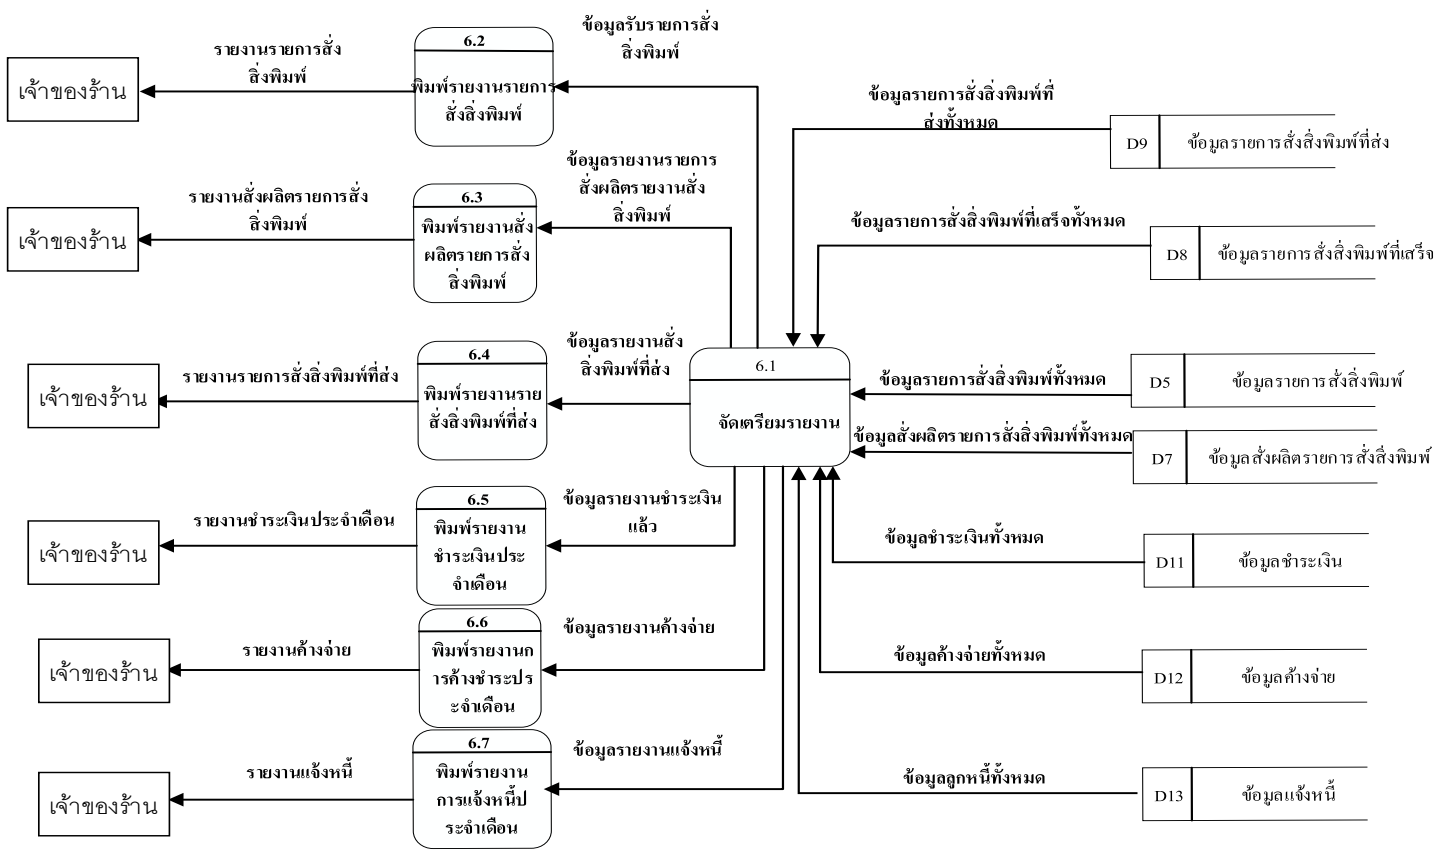 6.2
ข้อมูลรับรายการสั่ง
สิ่งพิมพ์
รายงานรายการสั่ง
สิ่งพิมพ์
เจ้าของร้าน
พิมพ์รายงานรายการ
สั่งสิ่งพิมพ์
ข้อมูลรายการสั่งสิ่งพิมพ์ที่
ส่งทั้งหมด
D9
ข้อมูลรายการสั่งสิ่งพิมพ์ที่ส่ง
6.3
ข้อมูลรายงานรายการ
สั่งผลิตรายงานสั่ง
สิ่งพิมพ์
รายงานสั่งผลิตรายการสั่ง
สิ่งพิมพ์
เจ้าของร้าน
พิมพ์รายงานสั่ง
ผลิตรายการสั่ง
สิ่งพิมพ์
ข้อมูลรายการสั่งสิ่งพิมพ์ที่เสร็จทั้งหมด
D8
ข้อมูลรายการสั่งสิ่งพิมพ์ที่เสร็จ
6.4
ข้อมูลรายงานสั่ง
สิ่งพิมพ์ที่ส่ง
รายงานรายการสั่งสิ่งพิมพ์ที่ส่ง
เจ้าของร้าน
พิมพ์รายงานราย
สั่งสิ่งพิมพ์ที่ส่ง
6.1
จัดเตรียมรายงาน
ข้อมูลรายการสั่งสิ่งพิมพ์ทั้งหมด
D5
ข้อมูลรายการสั่งสิ่งพิมพ์
ข้อมูลสั่งผลิตรายการสั่งสิ่งพิมพ์ทั้งหมด
D7
ข้อมูลสั่งผลิตรายการสั่งสิ่งพิมพ์
6.5
ข้อมูลรายงานชำระเงิน
แล้ว
รายงานชำระเงินประจำเดือน
เจ้าของร้าน
พิมพ์รายงาน
ชำระเงินประ
จำเดือน
ข้อมูลชำระเงินทั้งหมด
D11
ข้อมูลชำระเงิน
6.6
ข้อมูลรายงานค้างจ่าย
รายงานค้างจ่าย
เจ้าของร้าน
พิมพ์รายงานก
ารค้างชำระปร
ะจำเดือน
ข้อมูลค้างจ่ายทั้งหมด
D12
ข้อมูลค้างจ่าย
6.7
ข้อมูลรายงานแจ้งหนี้
รายงานแจ้งหนี้
เจ้าของร้าน
พิมพ์รายงาน
การแจ้งหนี้ป
ระจำเดือน
ข้อมูลลูกหนี้ทั้งหมด
D13
ข้อมูลแจ้งหนี้